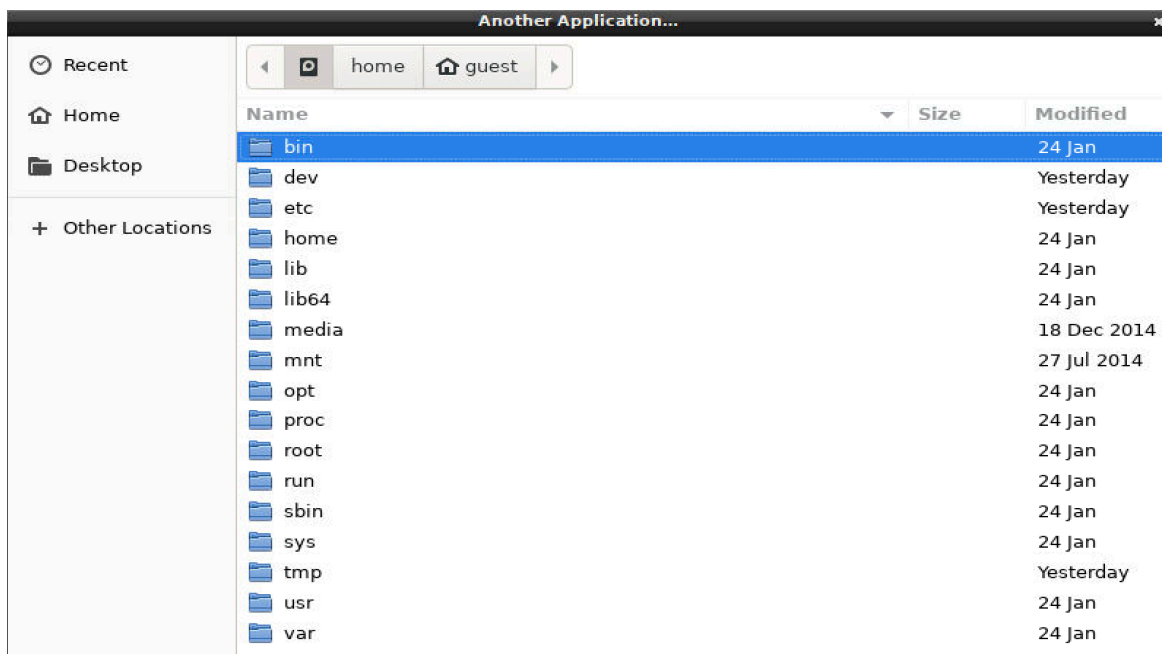 Another Application...
Recent
Home
Desktop
+ Other Locations
home guest
Name Size Modified
bin 24 Jan
dev Yesterday
etc Yesterday
home 24 Jan
lib 24 Jan
lib64 24 Jan
media 18 Dec 2014
mnt 27 Jul 2014
opt 24 Jan
proc 24 Jan
root 24 Jan
run 24 Jan
sbin 24 Jan
sys 24 Jan
tmp Yesterday
usr 24 Jan
var 24 Jan